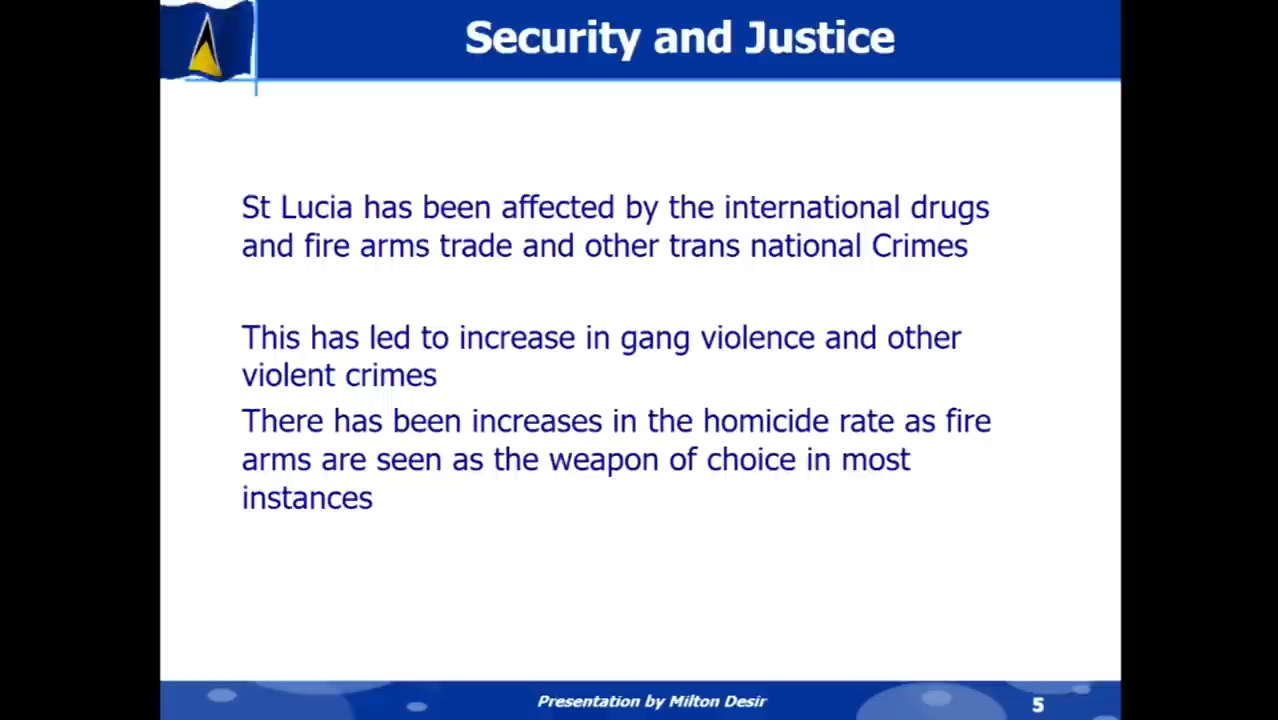 Security and Justice
St Lucia has been affected by the international drugs
and fire arms trade and other trans national Crimes
This has led to increase in gang violence and other
violent crimes
There has been increases in the homicide rate as fire
arms are seen as the weapon of choice in most
instances
Presentation by Milton Desir
5